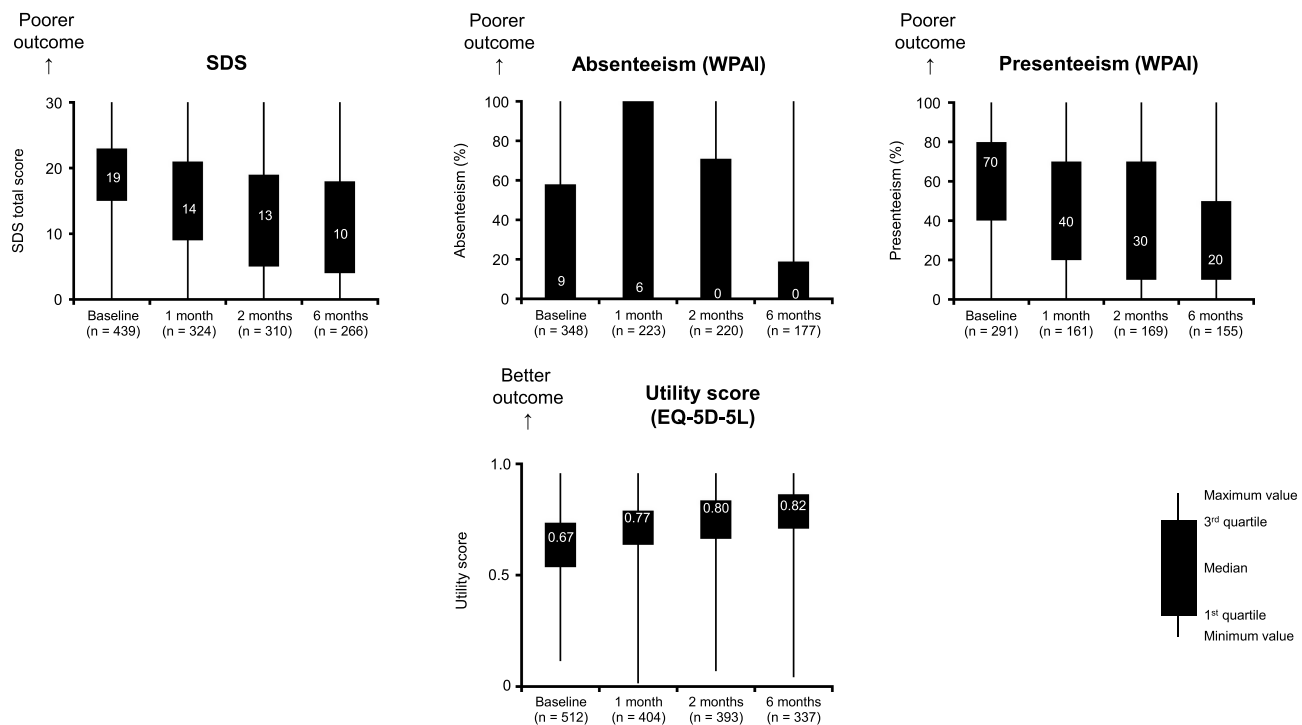 Poorer
outcome
↑
SDS
SDS total score
30
20
10
0
19
14
13
10
Baseline
(n = 439)
1 month
(n = 324)
2 months
(n = 310)
6 months
(n = 266)
Poorer
outcome
↑
Absenteeism (WPAI)
Absenteeism (%)
100
80
60
40
20
0
9
6
0
0
Baseline
(n = 348)
1 month
(n = 223)
2 months
(n = 220)
6 months
(n = 177)
Poorer
outcome
↑
Presenteeism (WPAI)
Presenteeism (%)
100
80
60
40
20
0
70
40
30
20
Baseline
(n = 291)
1 month
(n = 161)
2 months
(n = 169)
6 months
(n = 155)
Better
outcome
↑
Utility score
(EQ-5D-5L)
Utility score
1.0
0.5
0
0.67
0.77
0.80
0.82
Baseline
(n = 512)
1 month
(n = 404)
2 months
(n = 393)
6 months
(n = 337)
Maximum value
3rd quartile
Median
1st quartile
Minimum value